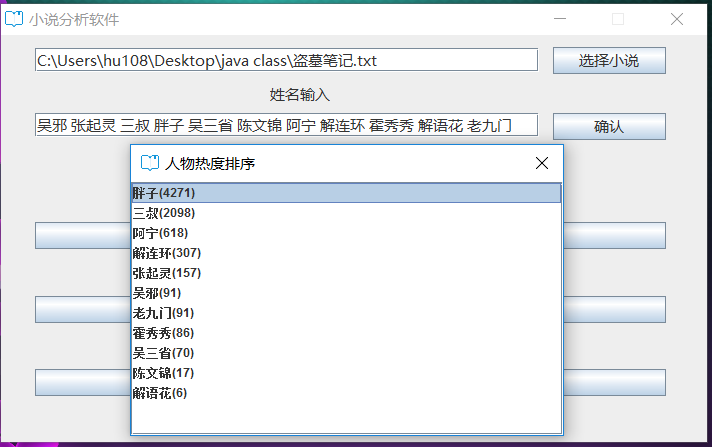 小说分析软件
C:\Users\hu108\Desktop\java class\盗墓笔记.txt
选择小说
姓名输入
吴邪 张起灵 三叔 胖子 吴三省 陈文锦 阿宁 解连环 霍秀秀 解语花 老九门
确认
人物热度排序
胖子(4271)
三叔(2098)
阿宁(618)
解连环(307)
张起灵(157)
吴邪(91)
老九门(91)
霍秀秀(86)
吴三省(70)
陈文锦(17)
解语花(6)